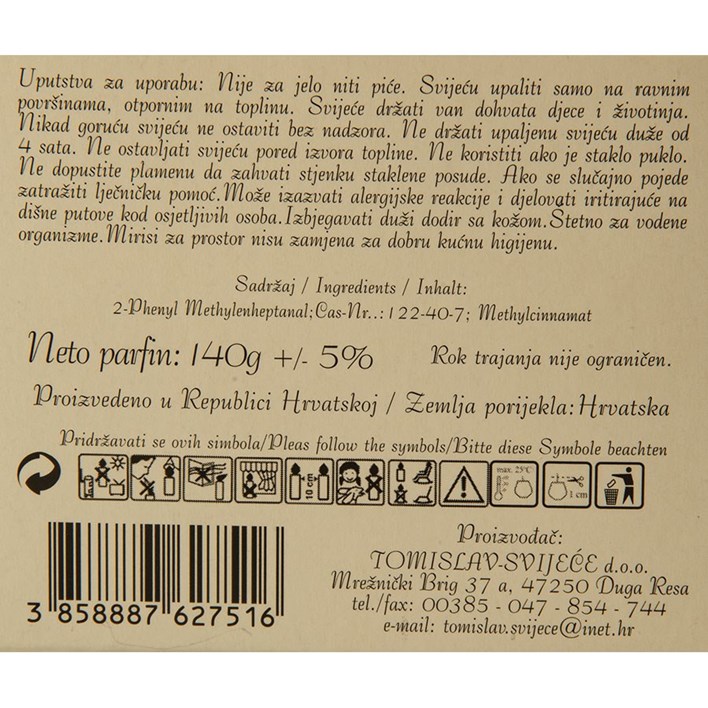 Uputstva za uporabu: Nije za jelo niti piće. Svijeću upaliti samo na ravnim
površinama, otpornim na toplinu. Svijeće držati van dohvata djece i životinja.
Nikad goruću svijeću ne ostaviti bez nadzora. Ne držati upaljenu svijeću duže od
4 sata. Ne ostavljati svijeću pored izvora topline. Ne koristiti ako je staklo puklo.
Ne dopustite plamenu da zahvati stjenku staklene posude. Ako se slučajno pojede
zatražiti lječničku pomoć.Može izazvati alergijske reakcije i djelovati iritirajuće na
dišne putove kod osjetljivih osoba.Izbjegavati duži dodir sa kožom.Stetno za vodene
organizme.Mirisi za prostor nisu zamjena za dobru kućnu higijenu.
Sadržaj / Ingredients / Inhalt:
2-Phenyl Methylenheptanal;Cas-Nr..:122-40-7; Methylcinnamat
Neto parfin: 140g +/- 5% Rok trajanja nije ograničen.
Proizvedeno u Republici Hrvatskoj / Zemlja porijekla:Hrvatska
Pridržavati se ovih simbola/Pleas follow the symbols/Bitte diese Symbole beachten
10 cm max. 25°C 1 cm
3 858887 627516
Proizvođač:
TOMISLAV-SVIJEĆE d.o.o.
Mrežnički Brig 37 a, 47250 Duga Resa
tel./fax: 00385 - 047 - 854 - 744
e-mail: tomislav.svijece@inet.hr